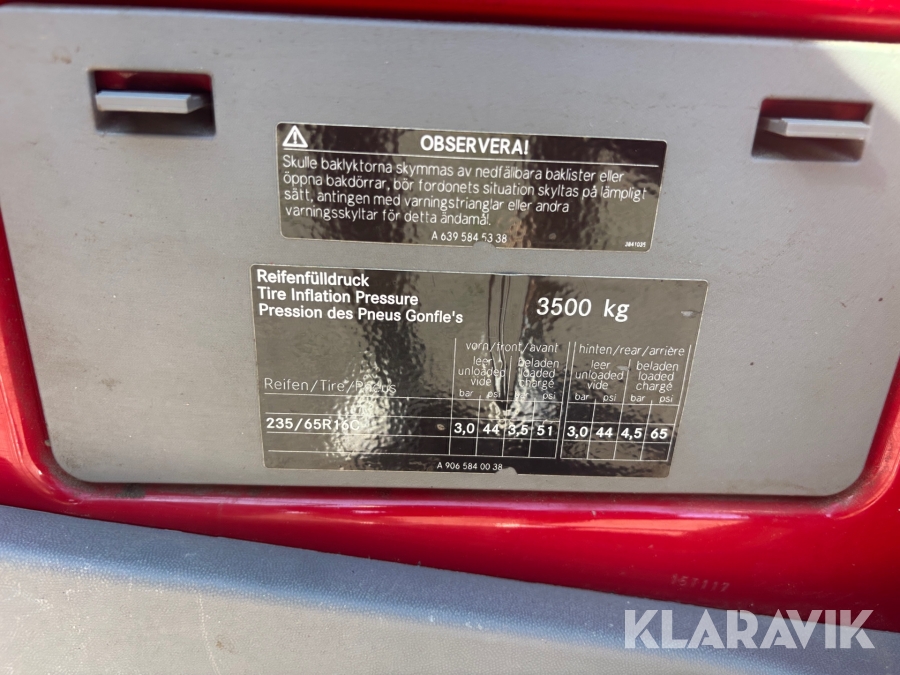 OBSERVERA!
Skulle baklyktorna skymmas av nedfällbara baklister eller
öppna bakdörrar, bör fordonets situation skyltas på lämpligt
sätt, antingen med varningstrianglar eller andra
varningsskyltar för detta ändamål.
A 639 584 53 38
2841035
Reifenfülldruck
Tire Inflation Pressure
Pression des Pneus Gonfle's
3500 kg
vorn/front/avant hinten/rear/arrière
leer beladen leer beladen
unloaded loaded unloaded loaded
vide chargé vide chargé
Reifen/Tire/Pneus bar psi bar psi bar psi bar psi
235/65R16C 3,0 44 3,5 51 3,0 44 4,5 65
A 906 584 00 38
KLARAVIK